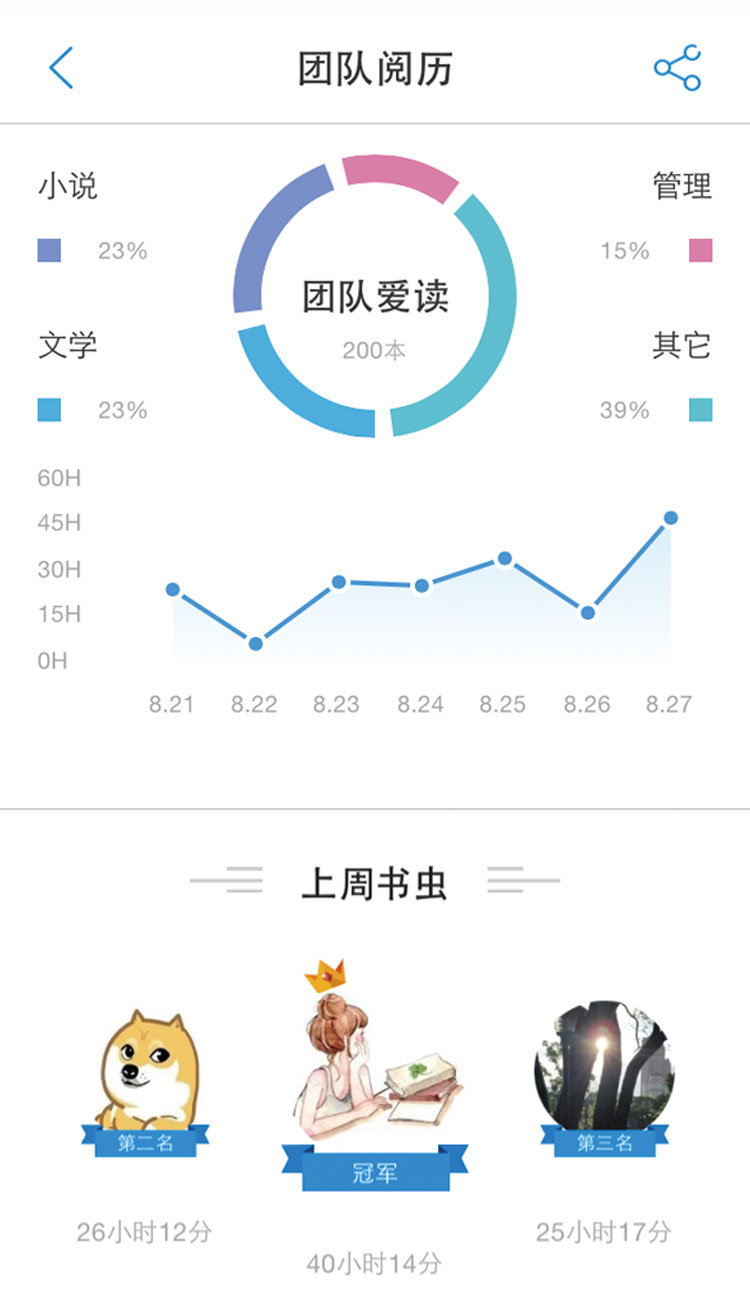 团队阅历
小说
管理
23%
15%
团队爱读
200本
文学
其它
23%
39%
60H
45H
30H
15H
0H
8.21 8.22 8.23 8.24 8.25 8.26 8.27
上周书虫
第二名
冠军
第三名
26小时12分
40小时14分
25小时17分